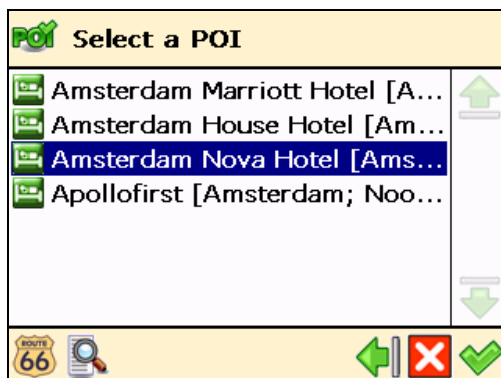 POI Select a POI
Amsterdam Marriott Hotel [A...
Amsterdam House Hotel [Am...
Amsterdam Nova Hotel [Ams...
Apollofirst [Amsterdam; Noo...
ROUTE
66